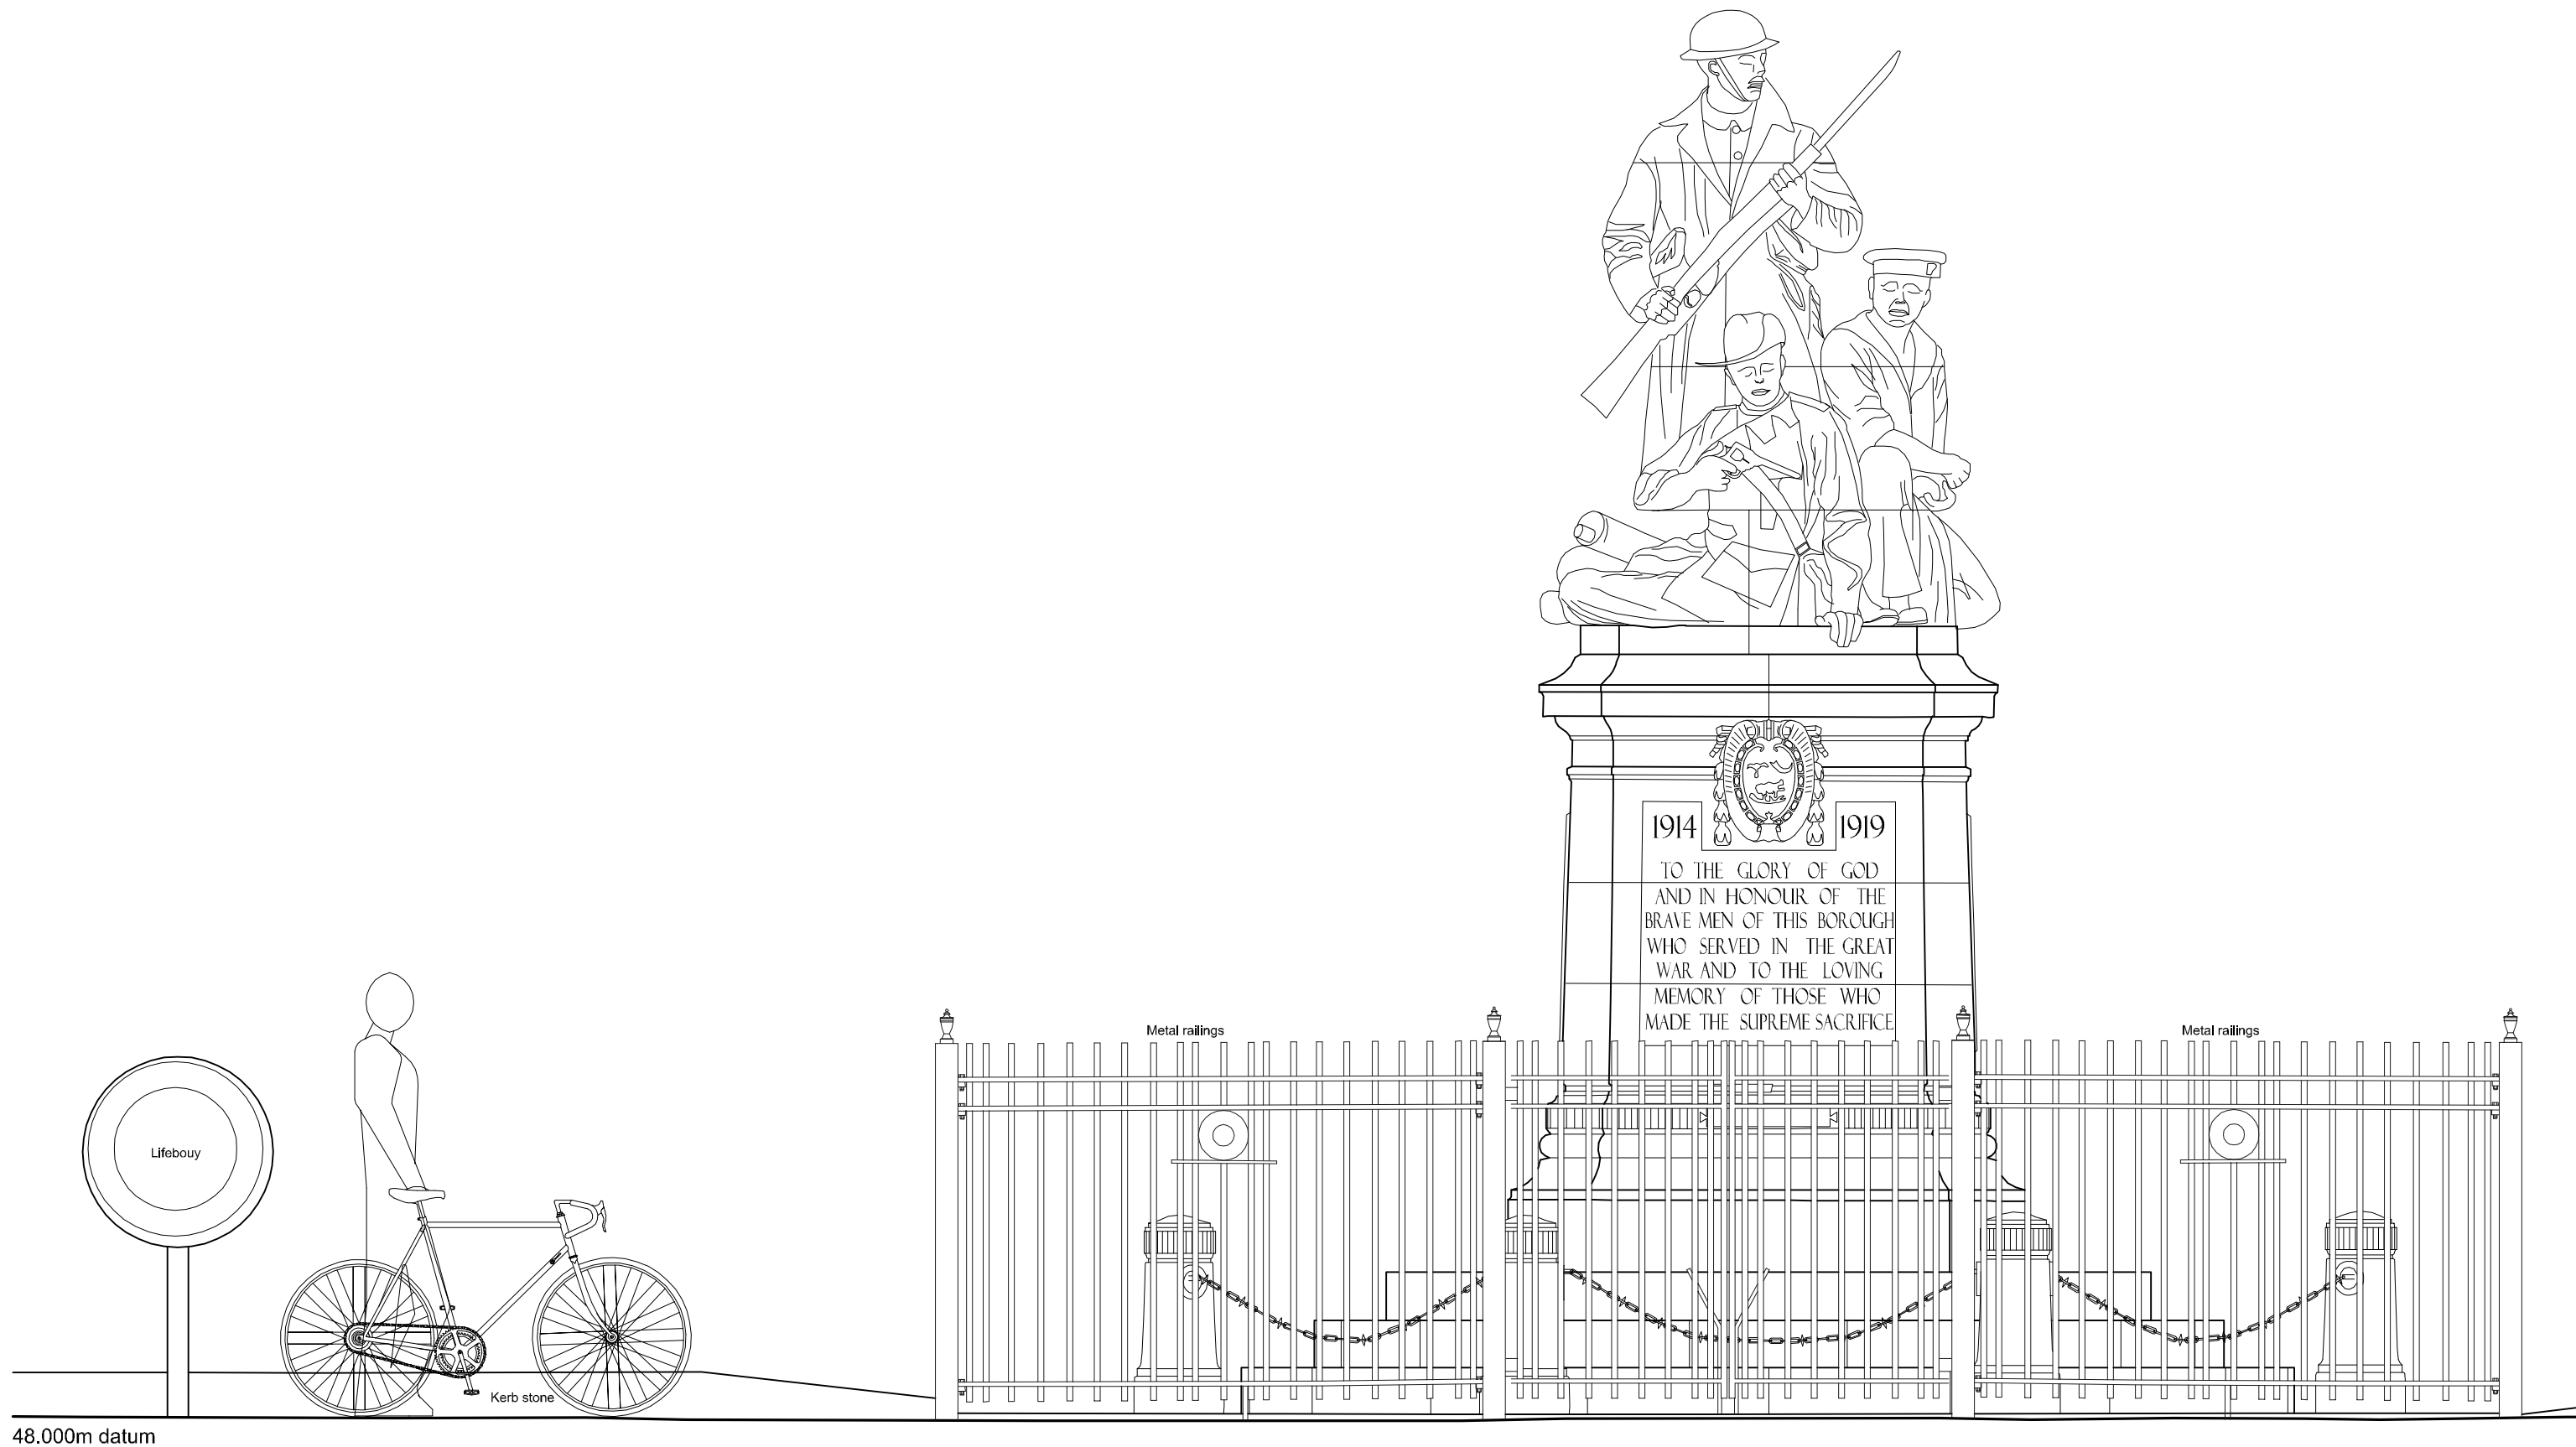 1914 1919
TO THE GLORY OF GOD
AND IN HONOUR OF THE
BRAVE MEN OF THIS BOROUGH
WHO SERVED IN THE GREAT
WAR AND TO THE LOVING
MEMORY OF THOSE WHO
MADE THE SUPREME SACRIFICE
Metal railings
Metal railings
Lifebouy
Kerb stone
48.000m datum